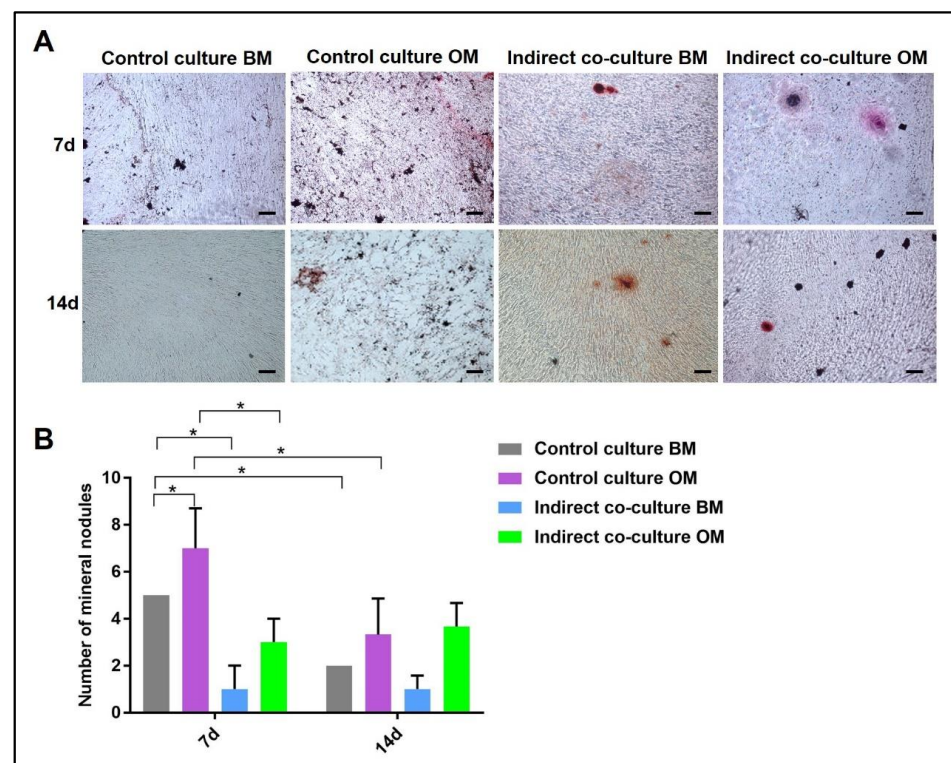 A
Control culture BM
Control culture OM
Indirect co-culture BM
Indirect co-culture OM
7d
14d
B
*
*
*
*
*
Number of mineral nodules
10
8
6
4
2
0
7d
14d
Control culture BM
Control culture OM
Indirect co-culture BM
Indirect co-culture OM